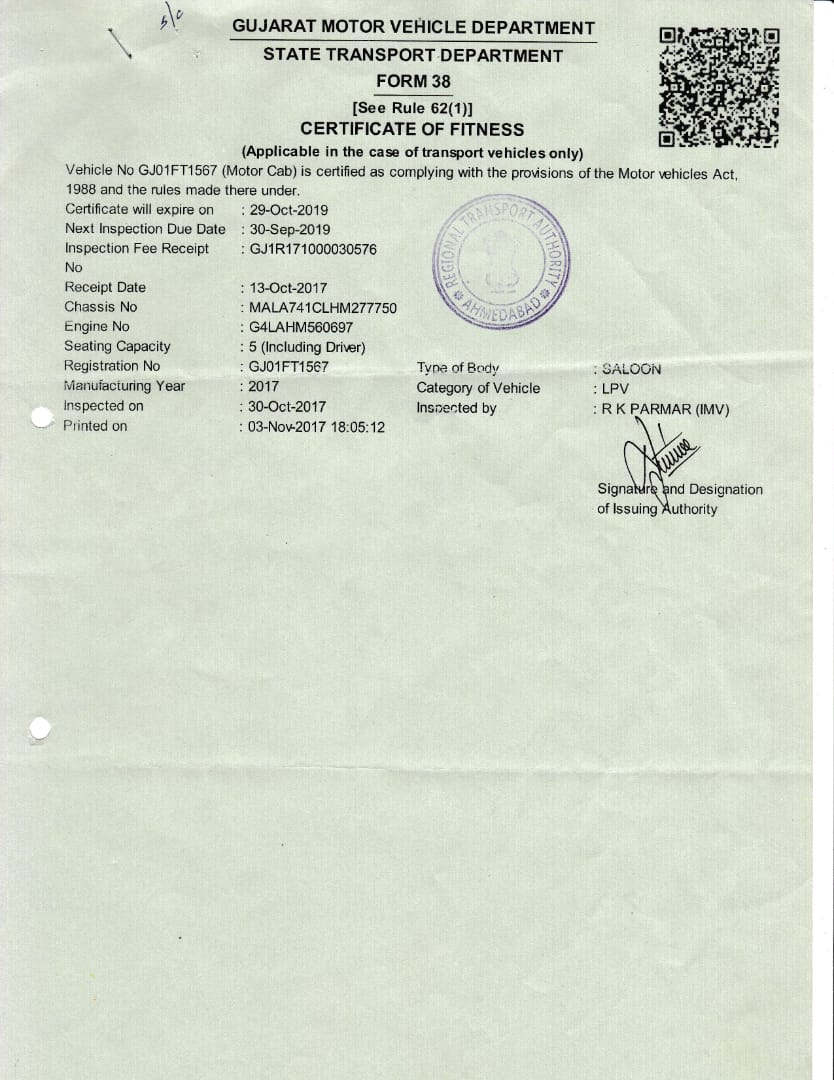 s/c
GUJARAT MOTOR VEHICLE DEPARTMENT
STATE TRANSPORT DEPARTMENT
FORM 38
[See Rule 62(1)]
CERTIFICATE OF FITNESS
(Applicable in the case of transport vehicles only)
Vehicle No GJ01FT1567 (Motor Cab) is certified as complying with the provisions of the Motor vehicles Act,
1988 and the rules made there under.
Certificate will expire on : 29-Oct-2019
Next Inspection Due Date : 30-Sep-2019
Inspection Fee Receipt : GJ1R171000030576
No
Receipt Date : 13-Oct-2017
Chassis No : MALA741CLHM277750
Engine No : G4LAHM560697
Seating Capacity : 5 (Including Driver)
Registration No : GJ01FT1567 Type of Body : SALOON
Manufacturing Year : 2017 Category of Vehicle : LPV
Inspected on : 30-Oct-2017 Inspected by : R K PARMAR (IMV)
Printed on : 03-Nov-2017 18:05:12
REGIONAL TRANSPORT AUTHORITY
AHMEDABAD
Signature and Designation
of Issuing Authority